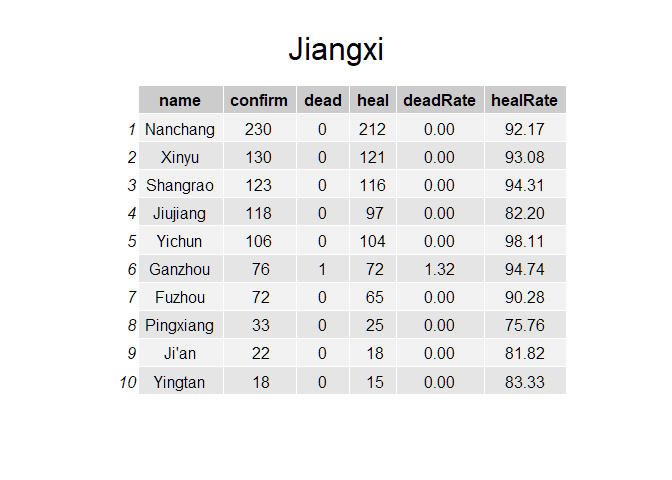 Jiangxi
name confirm dead heal deadRate healRate
1 Nanchang 230 0 212 0.00 92.17
2 Xinyu 130 0 121 0.00 93.08
3 Shangrao 123 0 116 0.00 94.31
4 Jiujiang 118 0 97 0.00 82.20
5 Yichun 106 0 104 0.00 98.11
6 Ganzhou 76 1 72 1.32 94.74
7 Fuzhou 72 0 65 0.00 90.28
8 Pingxiang 33 0 25 0.00 75.76
9 Ji'an 22 0 18 0.00 81.82
10 Yingtan 18 0 15 0.00 83.33